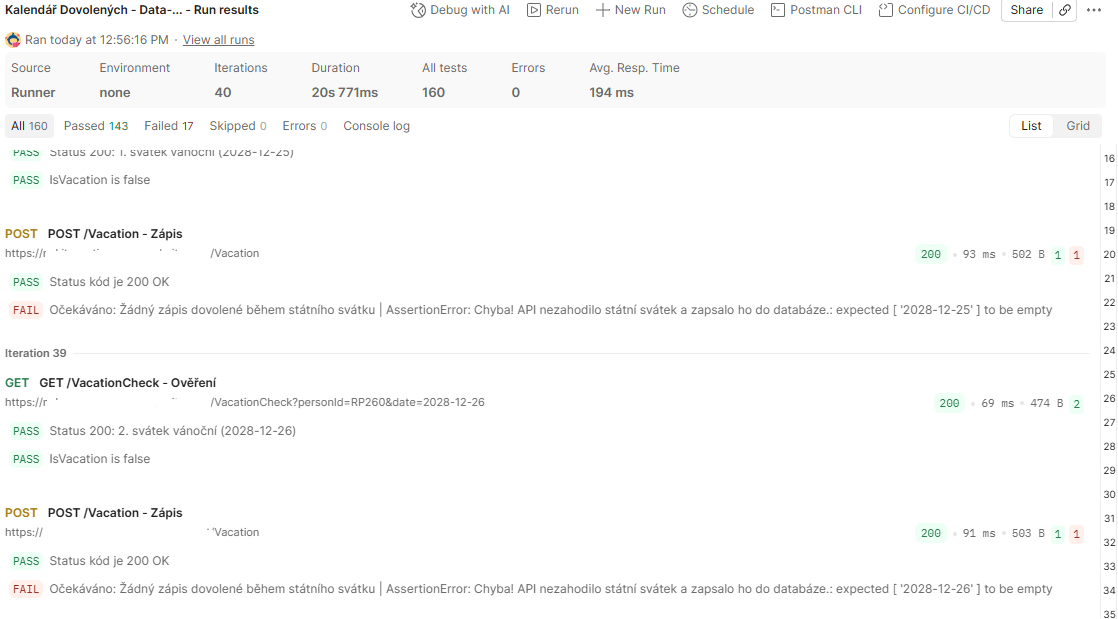 Kalendář Dovolených - Data-... - Run results
Debug with AI Rerun New Run Schedule Postman CLI Configure CI/CD Share
Ran today at 12:56:16 PM · View all runs
Source Environment Iterations Duration All tests Errors Avg. Resp. Time
Runner none 40 20s 771ms 160 0 194 ms
All 160 Passed 143 Failed 17 Skipped 0 Errors 0 Console log List Grid
PASS Status 200: 1. svátek vánoční (2028-12-25)
PASS IsVacation is false
POST POST /Vacation - Zápis
https:// /Vacation 200 • 93 ms • 502 B 1 1
PASS Status kód je 200 OK
FAIL Očekáváno: Žádný zápis dovolené během státního svátku | AssertionError: Chyba! API nezahodilo státní svátek a zapsalo ho do databáze.: expected [ '2028-12-25' ] to be empty
Iteration 39
GET GET /VacationCheck - Ověření
https:// /VacationCheck?personId=RP260&date=2028-12-26 200 • 69 ms • 474 B 2
PASS Status 200: 2. svátek vánoční (2028-12-26)
PASS IsVacation is false
POST POST /Vacation - Zápis
https:// /Vacation 200 • 91 ms • 503 B 1 1
PASS Status kód je 200 OK
FAIL Očekáváno: Žádný zápis dovolené během státního svátku | AssertionError: Chyba! API nezahodilo státní svátek a zapsalo ho do databáze.: expected [ '2028-12-26' ] to be empty
16
17
18
19
20
21
22
23
24
25
26
27
28
29
30
31
32
33
34
35